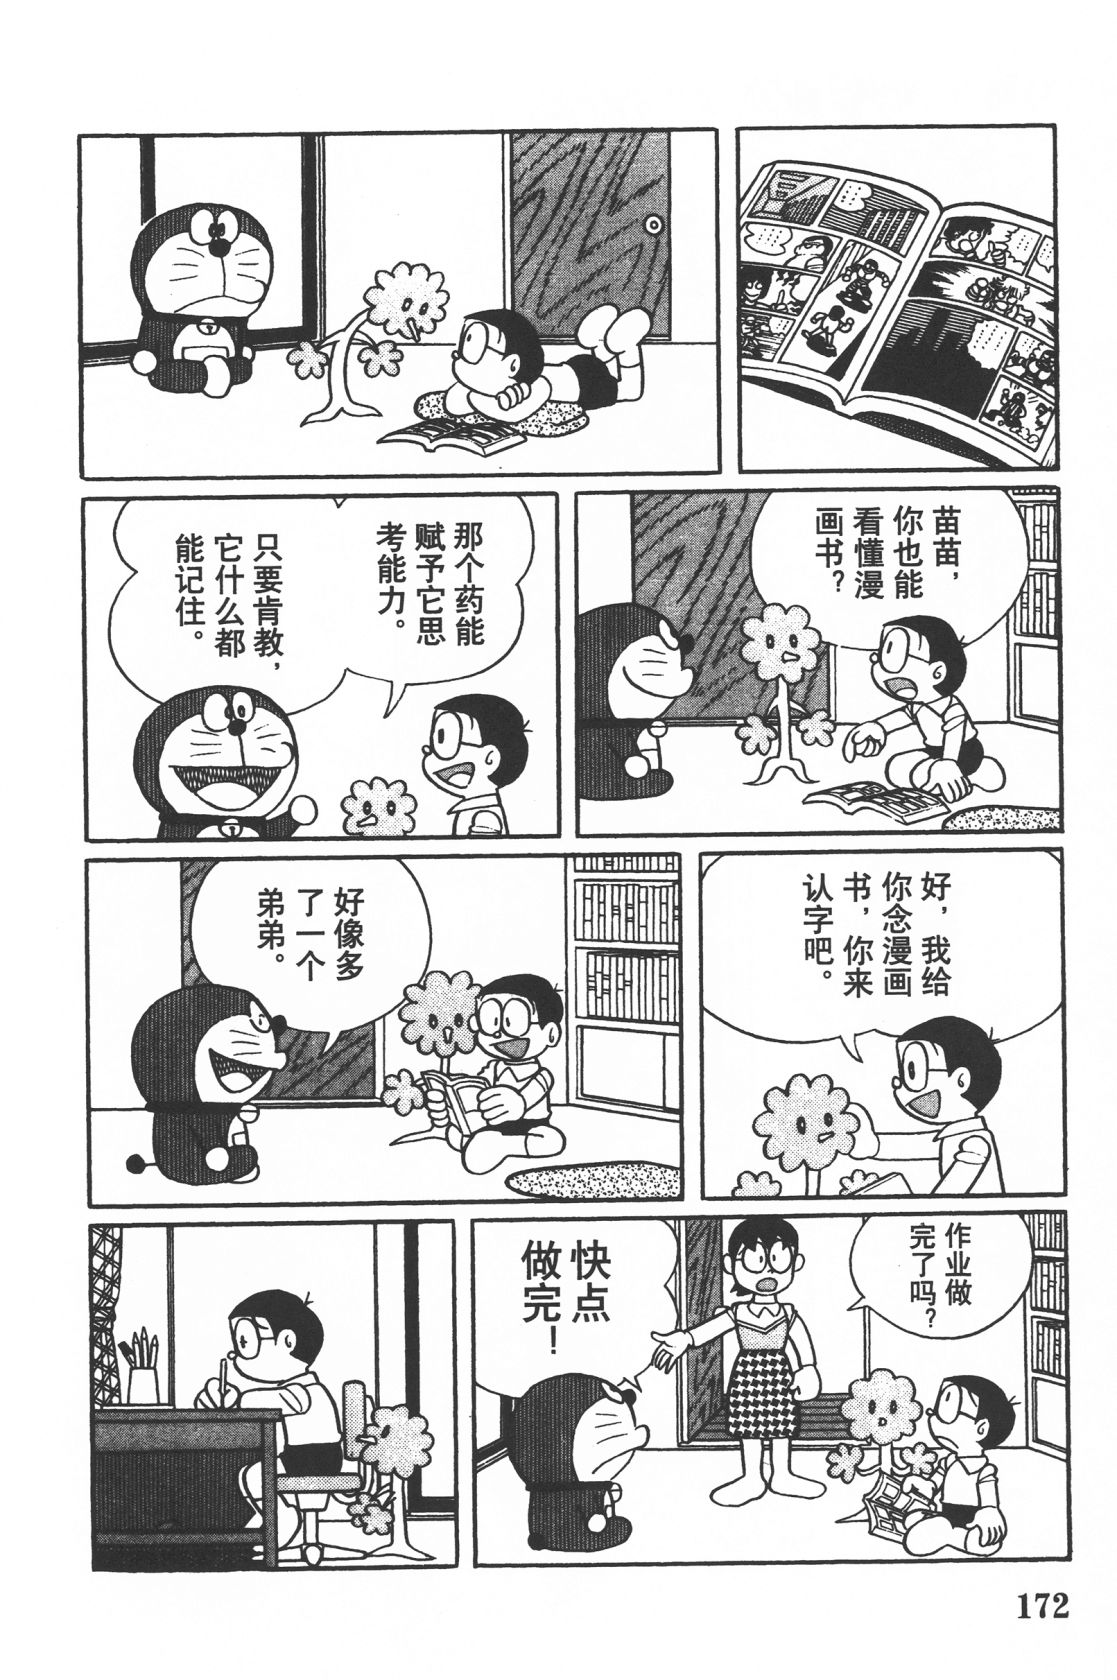 苗苗，
你也能
看懂漫
画书？
那个药能
赋予它思
考能力。
只要肯教，
它什么都
能记住。
好，我给
你念漫画
书，你来
认字吧。
好像多
了一个
弟弟。
作业做
完了吗？
快点
做完！
172